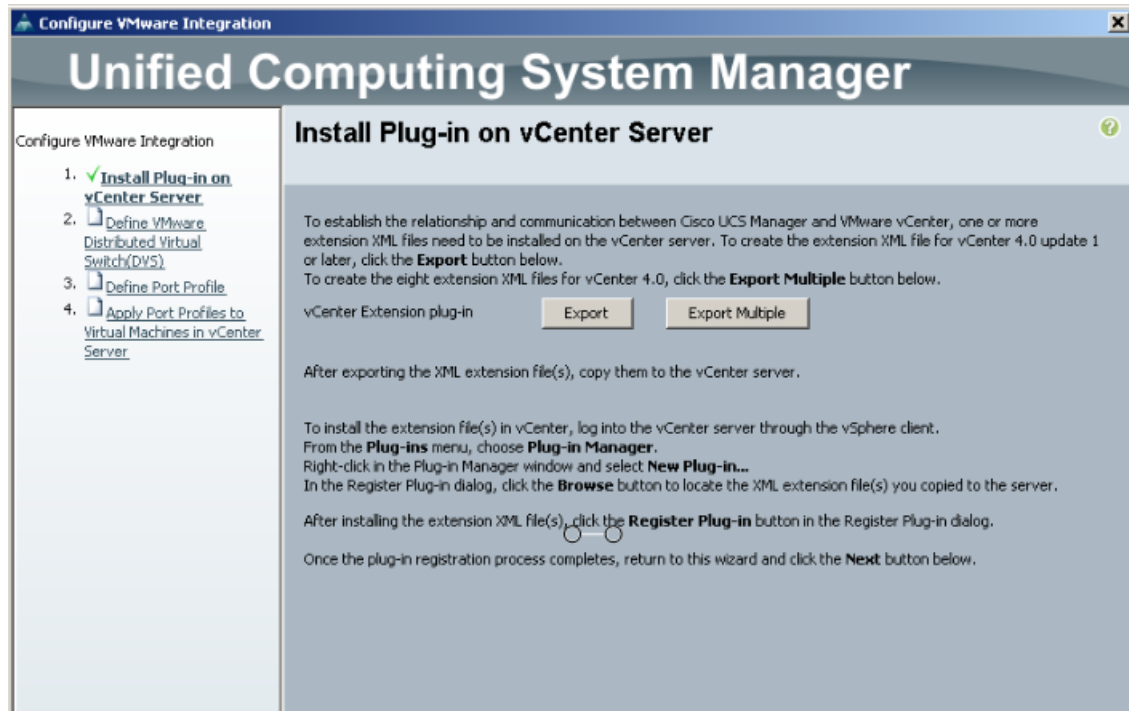 Configure VMware Integration
Unified Computing System Manager
Configure VMware Integration
1. Install Plug-in on
vCenter Server
2. Define VMware
Distributed Virtual
Switch(DVS)
3. Define Port Profile
4. Apply Port Profiles to
Virtual Machines in vCenter
Server
Install Plug-in on vCenter Server
To establish the relationship and communication between Cisco UCS Manager and VMware vCenter, one or more
extension XML files need to be installed on the vCenter server. To create the extension XML file for vCenter 4.0 update 1
or later, click the Export button below.
To create the eight extension XML files for vCenter 4.0, click the Export Multiple button below.
vCenter Extension plug-in Export Export Multiple
After exporting the XML extension file(s), copy them to the vCenter server.
To install the extension file(s) in vCenter, log into the vCenter server through the vSphere client.
From the Plug-ins menu, choose Plug-in Manager.
Right-click in the Plug-in Manager window and select New Plug-in...
In the Register Plug-in dialog, click the Browse button to locate the XML extension file(s) you copied to the server.
After installing the extension XML file(s), click the Register Plug-in button in the Register Plug-in dialog.
Once the plug-in registration process completes, return to this wizard and click the Next button below.